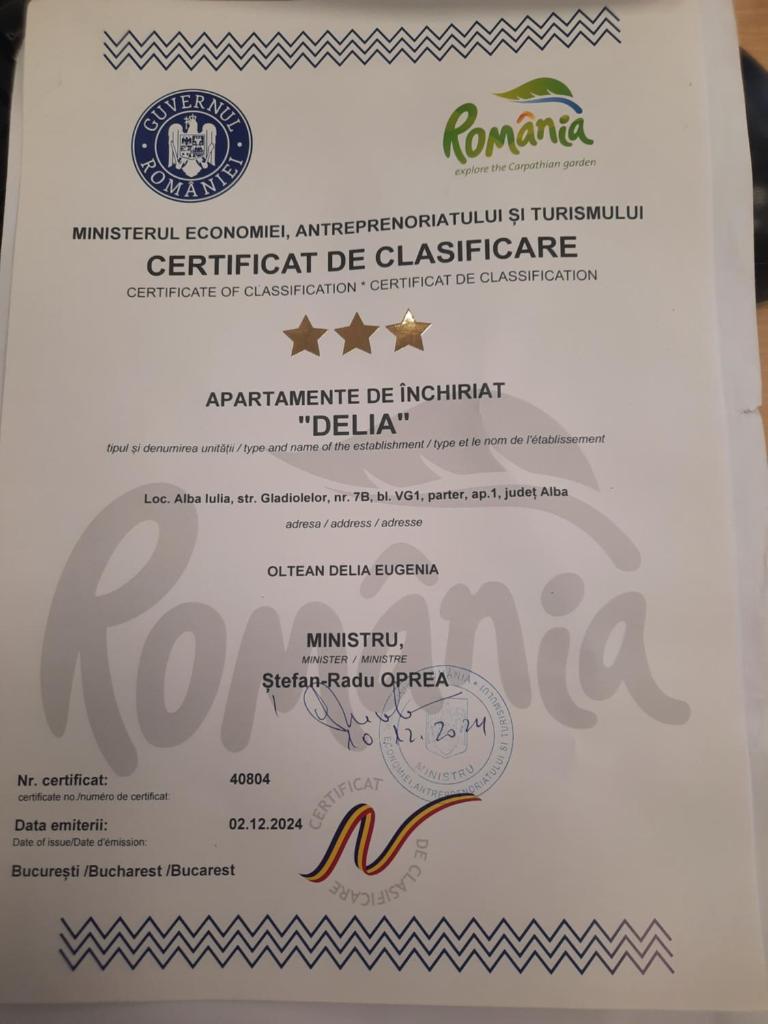 GUVERNUL ROMÂNIEI
România
explore the Carpathian garden
MINISTERUL ECONOMIEI, ANTREPRENORIATULUI ȘI TURISMULUI
CERTIFICAT DE CLASIFICARE
CERTIFICATE OF CLASSIFICATION * CERTIFICAT DE CLASSIFICATION
APARTAMENTE DE ÎNCHIRIAT
"DELIA"
tipul și denumirea unității / type and name of the establishment / type et le nom de l'établissement
Loc. Alba Iulia, str. Gladiolelor, nr. 7B, bl. VG1, parter, ap.1, județ Alba
adresa / address / adresse
România
OLTEAN DELIA EUGENIA
MINISTRU,
MINISTER / MINISTRE
Ștefan-Radu OPREA
10.12.2024
ROMÂNIA * ECONOMIEI, ANTREPRENORIATULUI ȘI TURISMULUI
MINISTRU
Nr. certificat: 40804
certificate no./numéro de certificat:
Data emiterii: 02.12.2024
Date of issue/Date d'émission:
București /Bucharest /Bucarest
CERTIFICAT DE CLASIFICARE